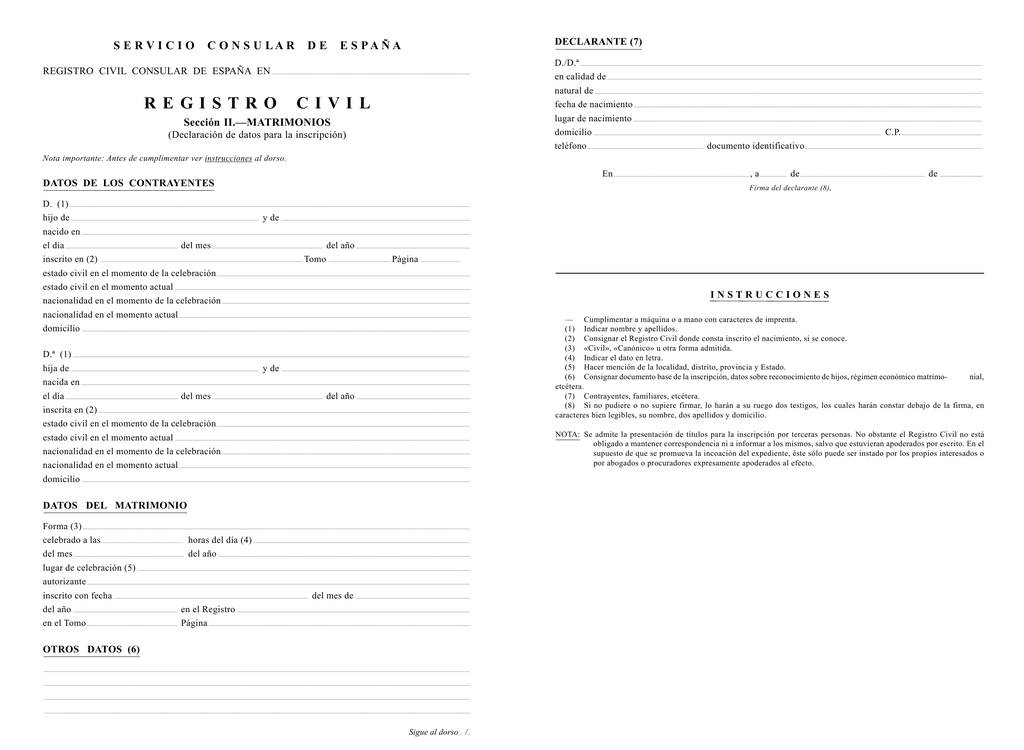 SERVICIO CONSULAR DE ESPAÑA
REGISTRO CIVIL CONSULAR DE ESPAÑA EN
REGISTRO CIVIL
Sección II.—MATRIMONIOS
(Declaración de datos para la inscripción)
Nota importante: Antes de cumplimentar ver instrucciones al dorso.
DATOS DE LOS CONTRAYENTES
D. (1)
hijo de y de
nacido en
el día del mes del año
inscrito en (2) Tomo Página
estado civil en el momento de la celebración
estado civil en el momento actual
nacionalidad en el momento de la celebración
nacionalidad en el momento actual
domicilio
D.ª (1)
hija de y de
nacida en
el día del mes del año
inscrita en (2)
estado civil en el momento de la celebración
estado civil en el momento actual
nacionalidad en el momento de la celebración
nacionalidad en el momento actual
domicilio
DATOS DEL MATRIMONIO
Forma (3)
celebrado a las horas del día (4)
del mes del año
lugar de celebración (5)
autorizante
inscrito con fecha del mes de
del año en el Registro
en el Tomo Página
OTROS DATOS (6)
Sigue al dorso.. /..
DECLARANTE (7)
D./D.ª
en calidad de
natural de
fecha de nacimiento
lugar de nacimiento
domicilio C.P.
teléfono documento identificativo
En , a de de
Firma del declarante (8),
INSTRUCCIONES
— Cumplimentar a máquina o a mano con caracteres de imprenta.
(1) Indicar nombre y apellidos.
(2) Consignar el Registro Civil donde consta inscrito el nacimiento, si se conoce.
(3) «Civil», «Canónico» u otra forma admitida.
(4) Indicar el dato en letra.
(5) Hacer mención de la localidad, distrito, provincia y Estado.
(6) Consignar documento base de la inscripción, datos sobre reconocimiento de hijos, régimen económico matrimo- nial,
etcétera.
(7) Contrayentes, familiares, etcétera.
(8) Si no pudiere o no supiere firmar, lo harán a su ruego dos testigos, los cuales harán constar debajo de la firma, en
caracteres bien legibles, su nombre, dos apellidos y domicilio.
NOTA: Se admite la presentación de títulos para la inscripción por terceras personas. No obstante el Registro Civil no está
obligado a mantener correspondencia ni a informar a los mismos, salvo que estuvieran apoderados por escrito. En el
supuesto de que se promueva la incoación del expediente, éste sólo puede ser instado por los propios interesados o
por abogados o procuradores expresamente apoderados al efecto.